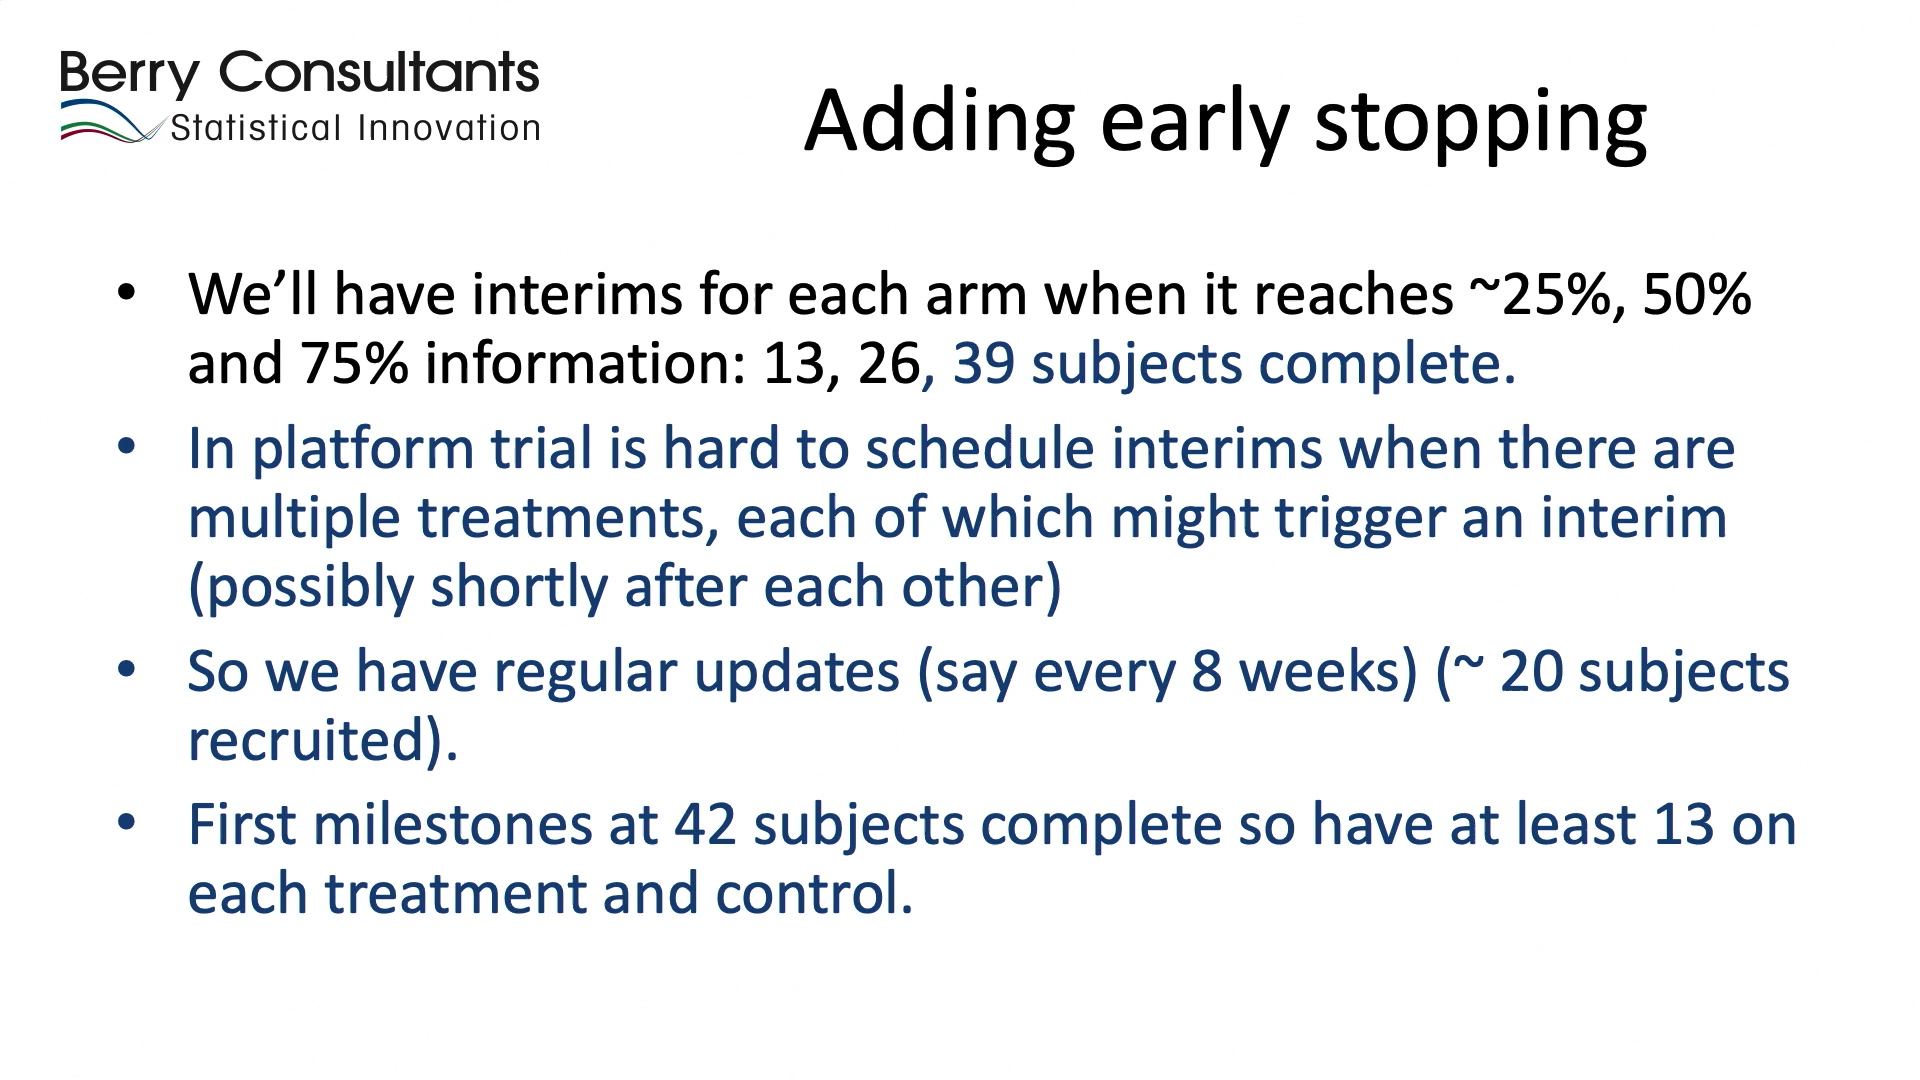 Berry Consultants
Statistical Innovation
Adding early stopping
• We’ll have interims for each arm when it reaches ~25%, 50%
and 75% information: 13, 26, 39 subjects complete.
• In platform trial is hard to schedule interims when there are
multiple treatments, each of which might trigger an interim
(possibly shortly after each other)
• So we have regular updates (say every 8 weeks) (~ 20 subjects
recruited).
• First milestones at 42 subjects complete so have at least 13 on
each treatment and control.